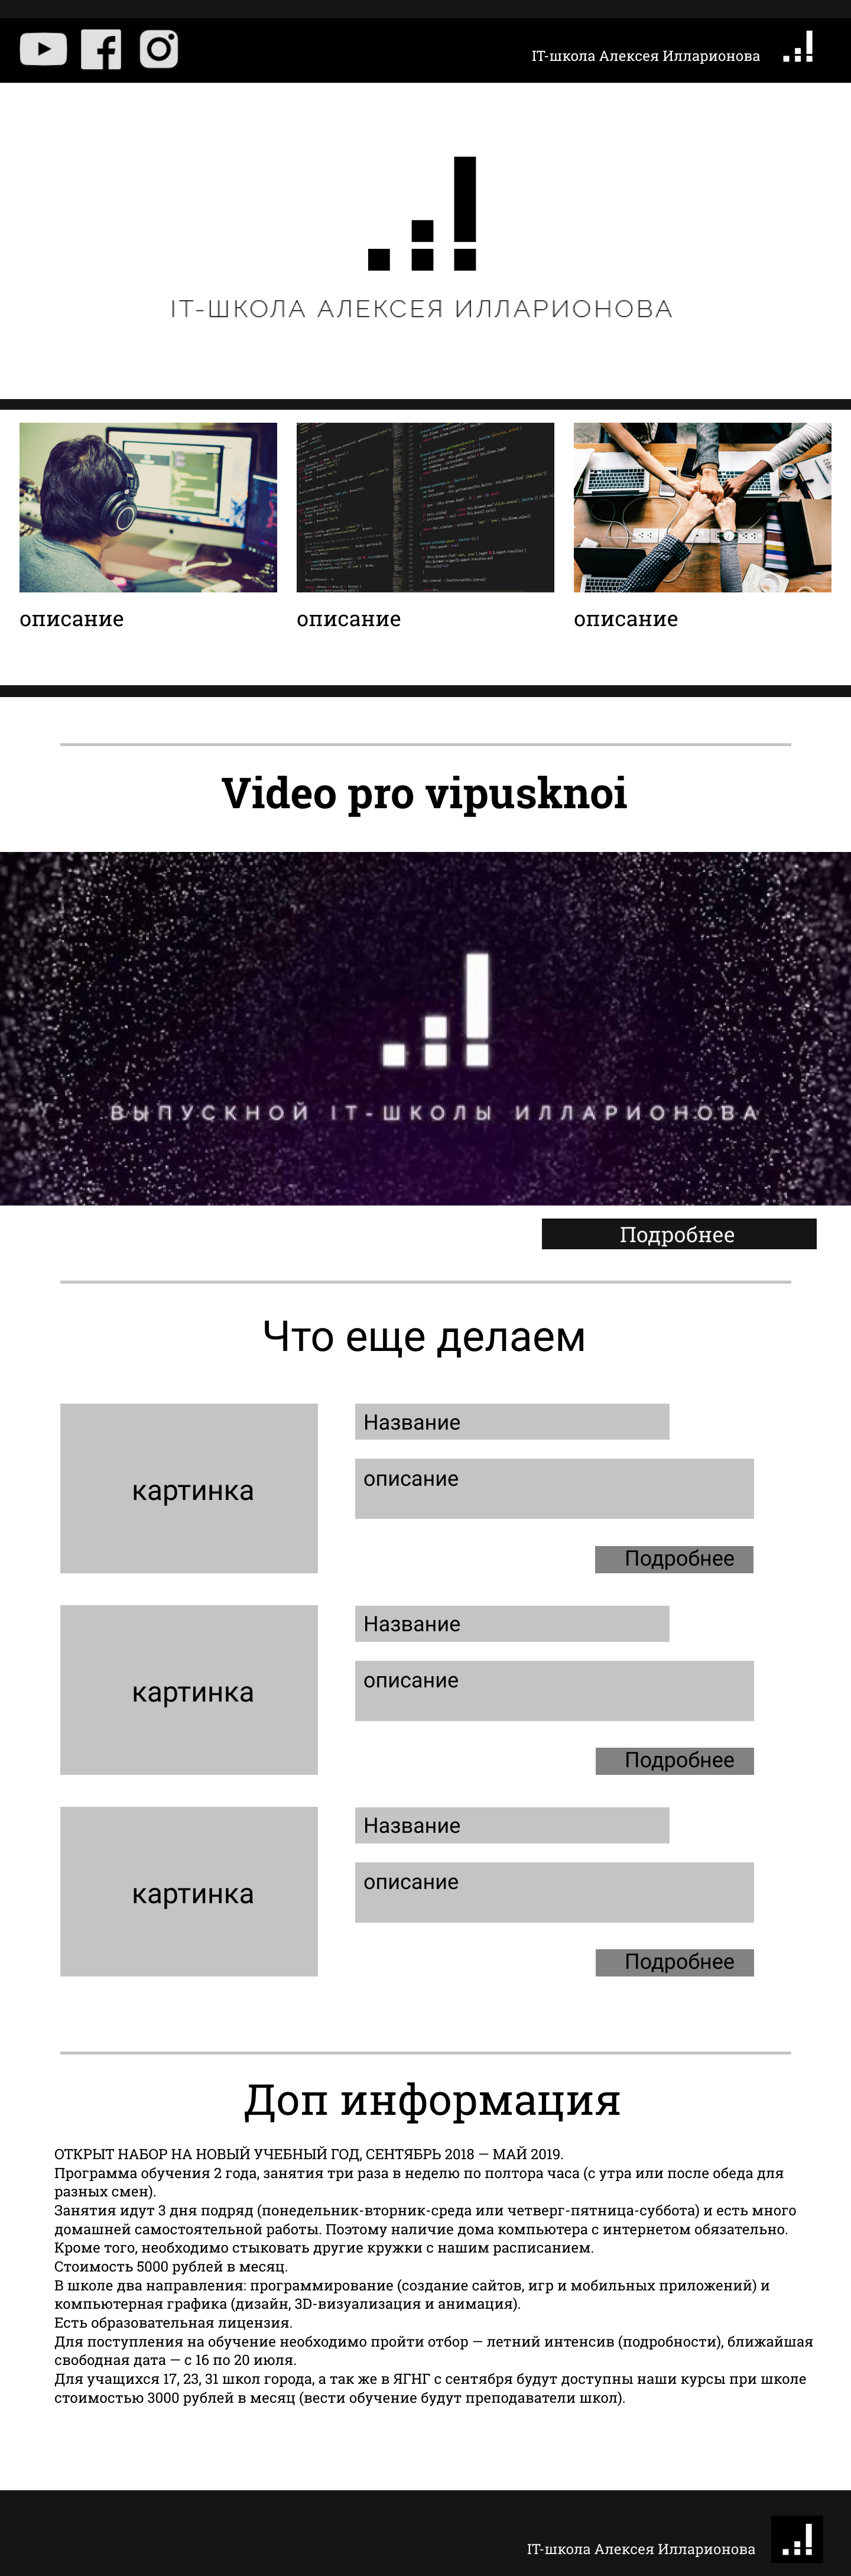 IT-школа Алексея Илларионова
IT-ШКОЛА АЛЕКСЕЯ ИЛЛАРИОНОВА
описание
описание
описание
Video pro vipusknoi
ВЫПУСКНОЙ IT-ШКОЛЫ ИЛЛАРИОНОВА
Подробнее
Что еще делаем
картинка
Название
описание
Подробнее
картинка
Название
описание
Подробнее
картинка
Название
описание
Подробнее
Доп информация
ОТКРЫТ НАБОР НА НОВЫЙ УЧЕБНЫЙ ГОД, СЕНТЯБРЬ 2018 — МАЙ 2019.
Программа обучения 2 года, занятия три раза в неделю по полтора часа (с утра или после обеда для
разных смен).
Занятия идут 3 дня подряд (понедельник-вторник-среда или четверг-пятница-суббота) и есть много
домашней самостоятельной работы. Поэтому наличие дома компьютера с интернетом обязательно.
Кроме того, необходимо стыковать другие кружки с нашим расписанием.
Стоимость 5000 рублей в месяц.
В школе два направления: программирование (создание сайтов, игр и мобильных приложений) и
компьютерная графика (дизайн, 3D-визуализация и анимация).
Есть образовательная лицензия.
Для поступления на обучение необходимо пройти отбор — летний интенсив (подробности), ближайшая
свободная дата — с 16 по 20 июля.
Для учащихся 17, 23, 31 школ города, а так же в ЯГНГ с сентября будут доступны наши курсы при школе
стоимостью 3000 рублей в месяц (вести обучение будут преподаватели школ).
IT-школа Алексея Илларионова